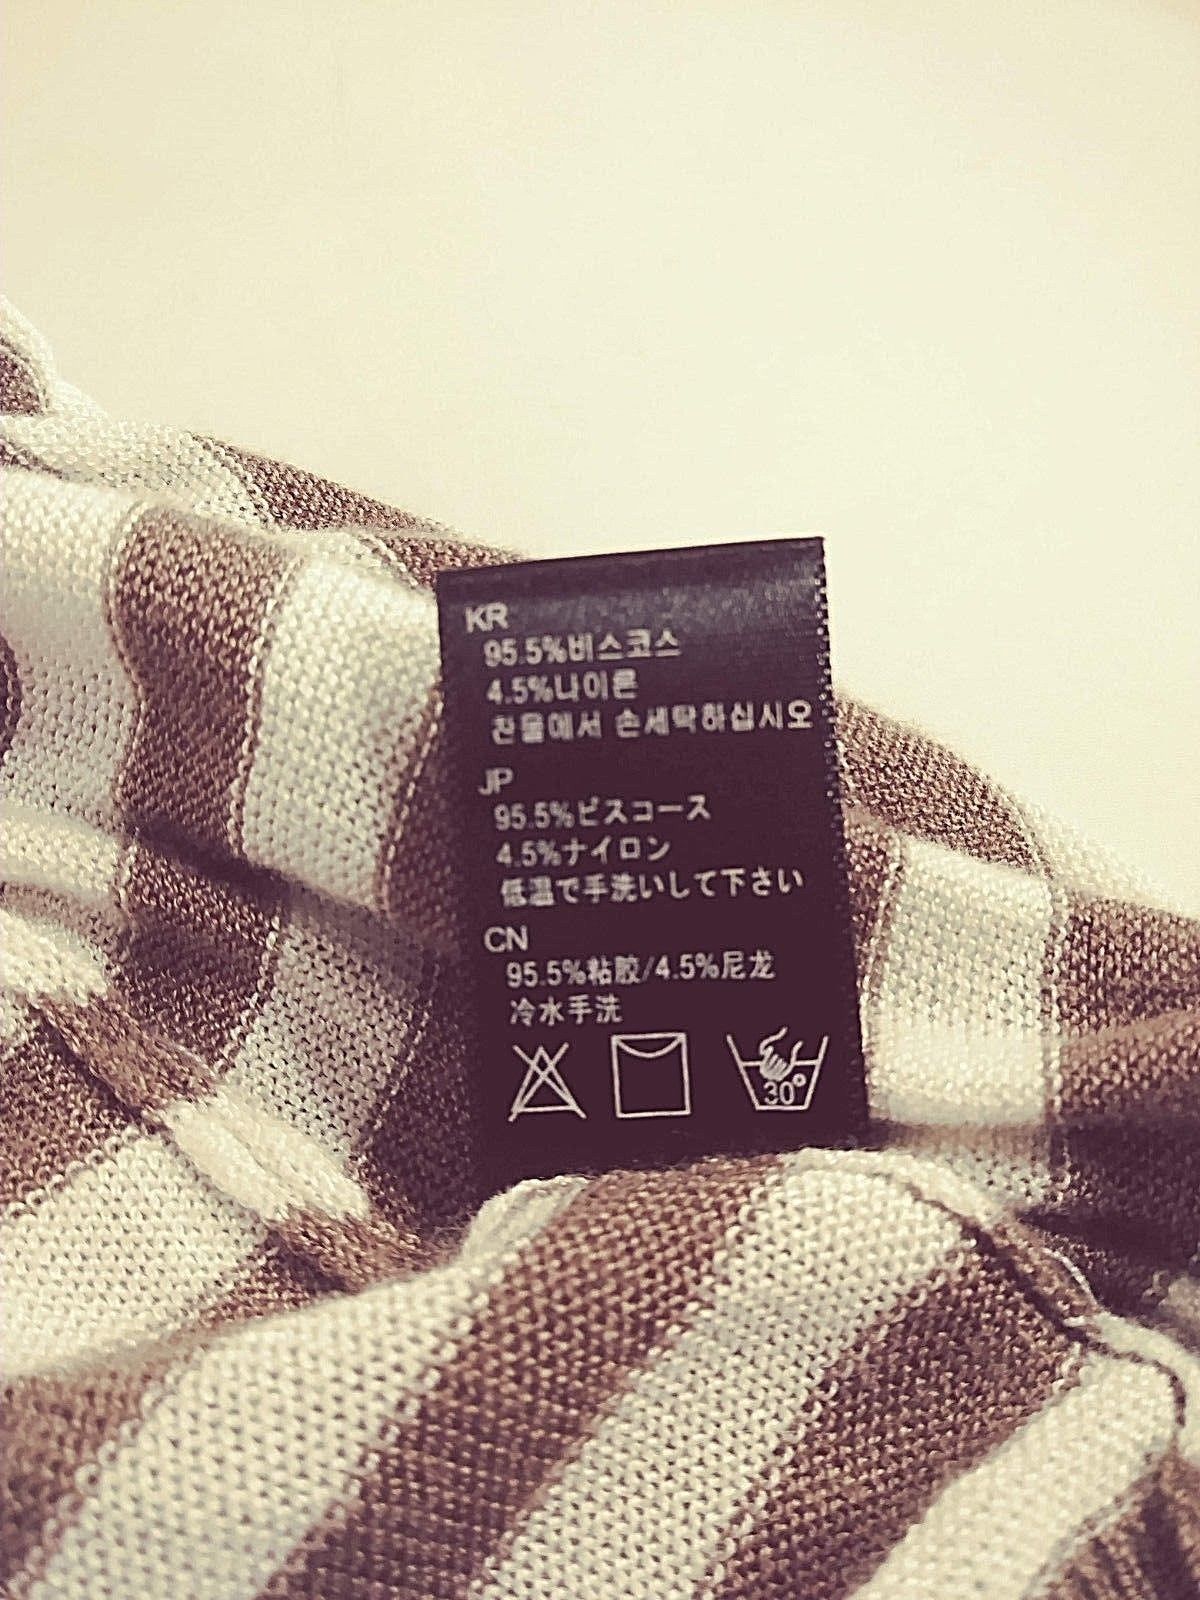 KR
95.5%비스코스
4.5%나이론
찬물에서 손세탁하십시오
JP
95.5%ビスコース
4.5%ナイロン
低温で手洗いして下さい
CN
95.5%粘胶/4.5%尼龙
冷水手洗
30°